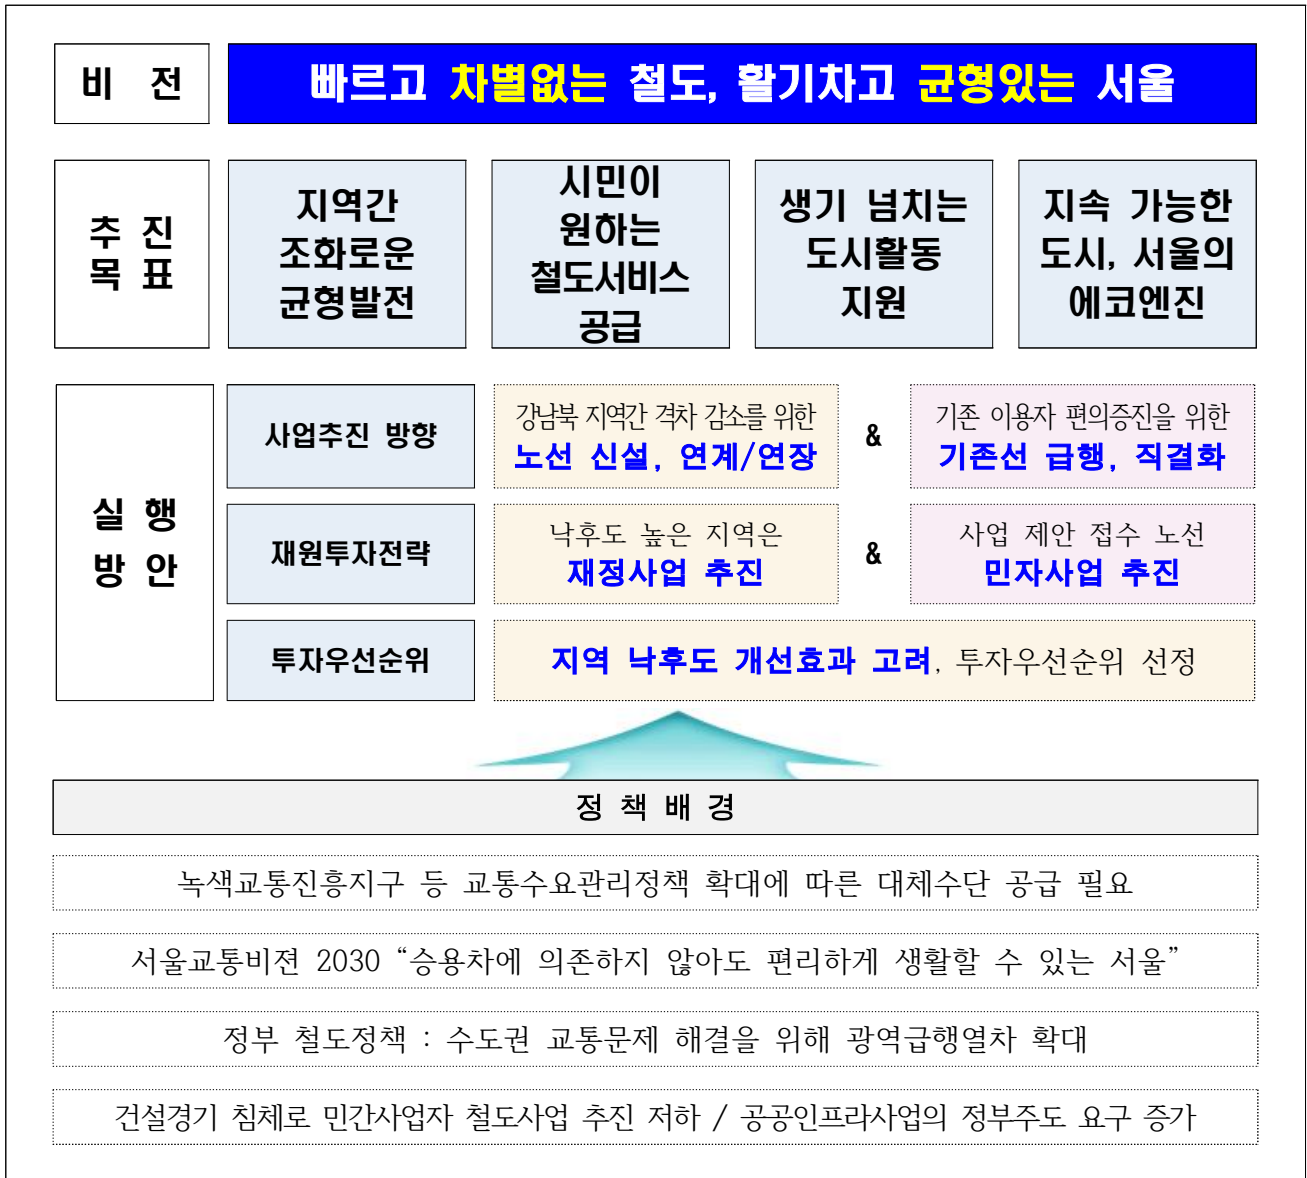 비 전
빠르고 차별없는 철도, 활기차고 균형있는 서울
추 진
목 표
지역간
조화로운
균형발전
시민이
원하는
철도서비스
공급
생기 넘치는
도시활동
지원
지속 가능한
도시, 서울의
에코엔진
실 행
방 안
사업추진 방향
강남북 지역간 격차 감소를 위한
노선 신설, 연계/연장
&
기존 이용자 편의증진을 위한
기존선 급행, 직결화
재원투자전략
낙후도 높은 지역은
재정사업 추진
&
사업 제안 접수 노선
민자사업 추진
투자우선순위
지역 낙후도 개선효과 고려, 투자우선순위 선정
정 책 배 경
녹색교통진흥지구 등 교통수요관리정책 확대에 따른 대체수단 공급 필요
서울교통비젼 2030 “승용차에 의존하지 않아도 편리하게 생활할 수 있는 서울”
정부 철도정책 : 수도권 교통문제 해결을 위해 광역급행열차 확대
건설경기 침체로 민간사업자 철도사업 추진 저하 / 공공인프라사업의 정부주도 요구 증가